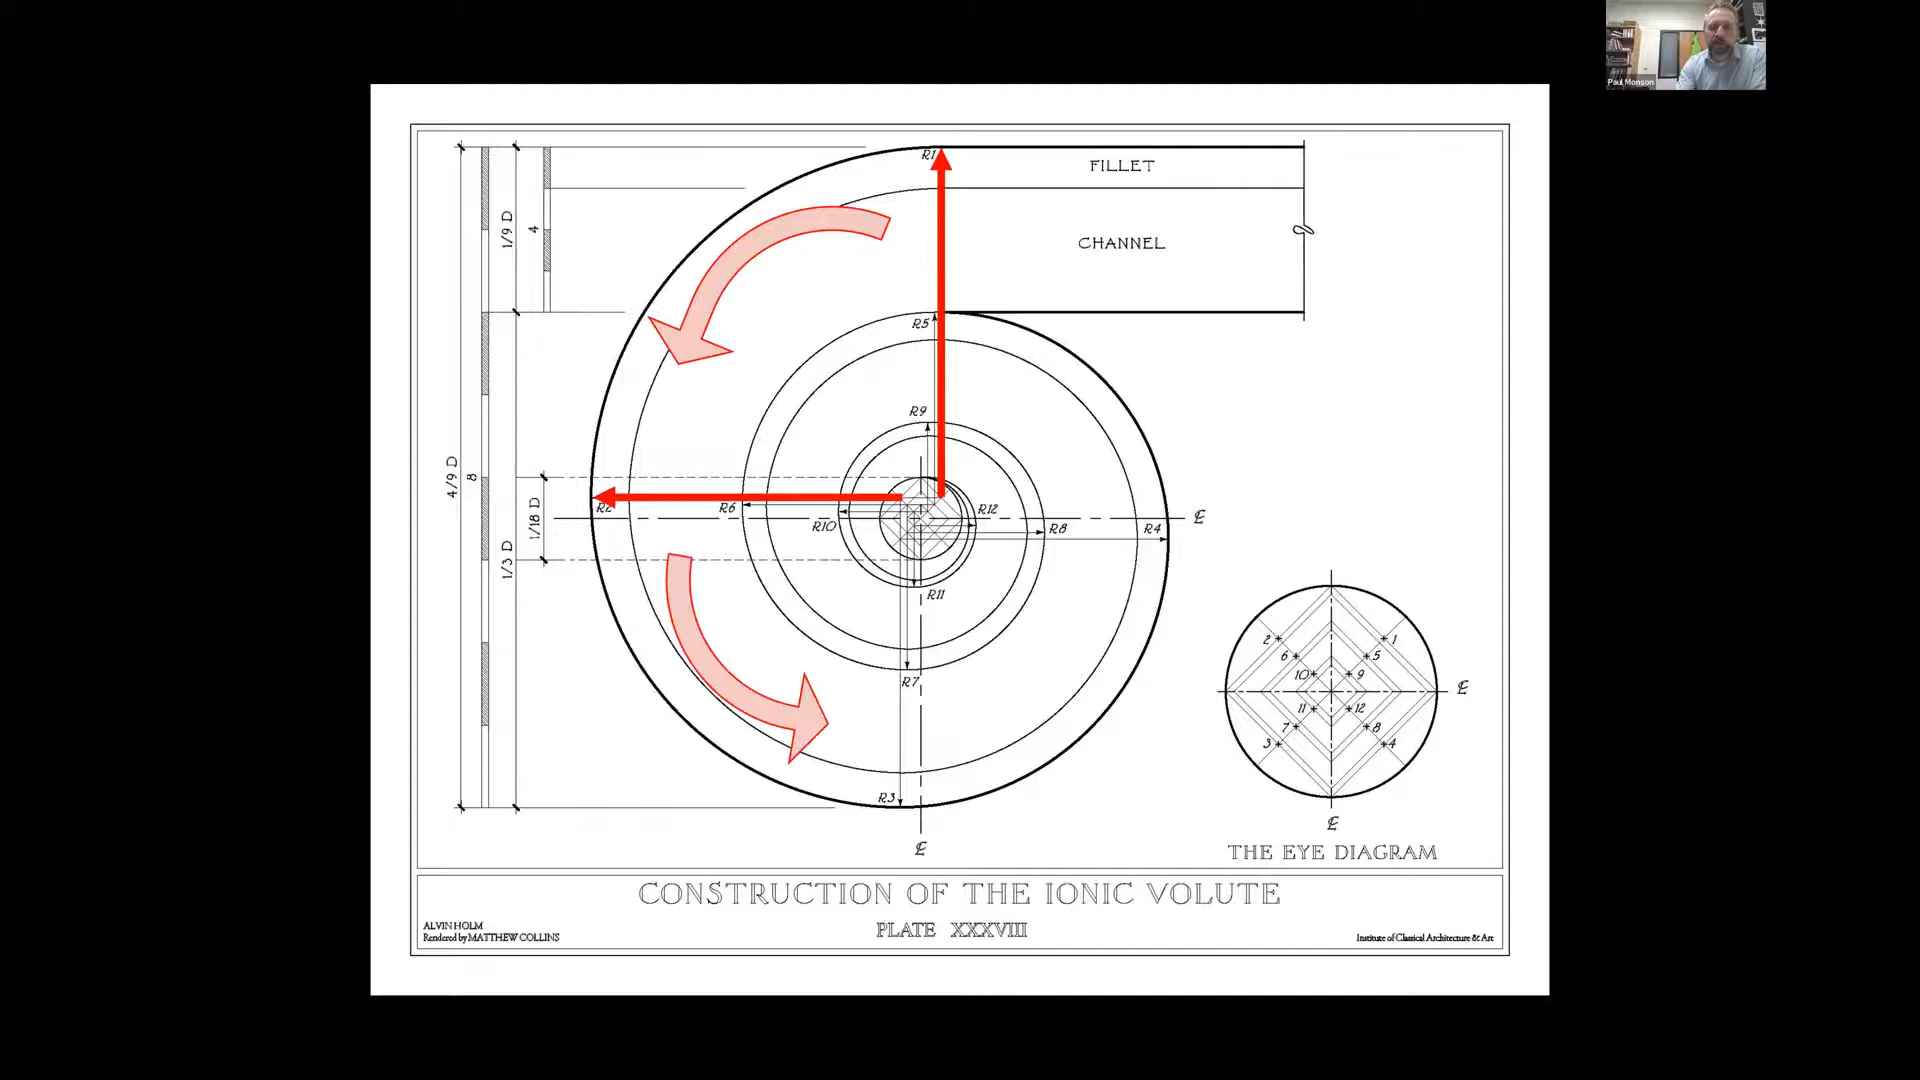 Paul Monson
R1
FILLET
1/9 D
4
CHANNEL
R5
R9
4/9 D
8
1/18 D
R2
R6
R10
R12
R8
R4
℄
1/3 D
R11
R7
R3
℄
2
1
6
5
10
9
℄
11
12
7
8
3
4
℄
THE EYE DIAGRAM
CONSTRUCTION OF THE IONIC VOLUTE
PLATE XXXVIII
ALVIN HOLM
Rendered by MATTHEW COLLINS
Institute of Classical Architecture & Art